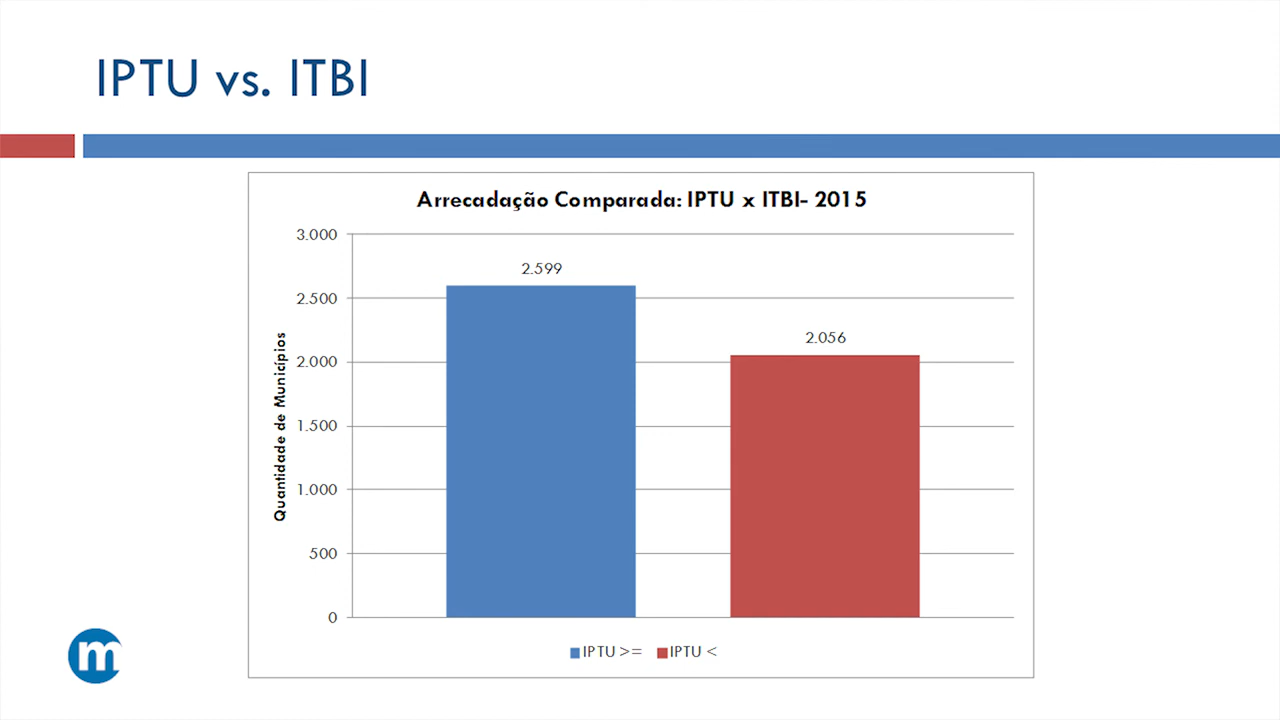 IPTU vs. ITBI
Arrecadação Comparada: IPTU x ITBI- 2015
3.000
2.500
2.000
1.500
1.000
500
0
Quantidade de Municípios
2.599
2.056
IPTU >=
IPTU <
m